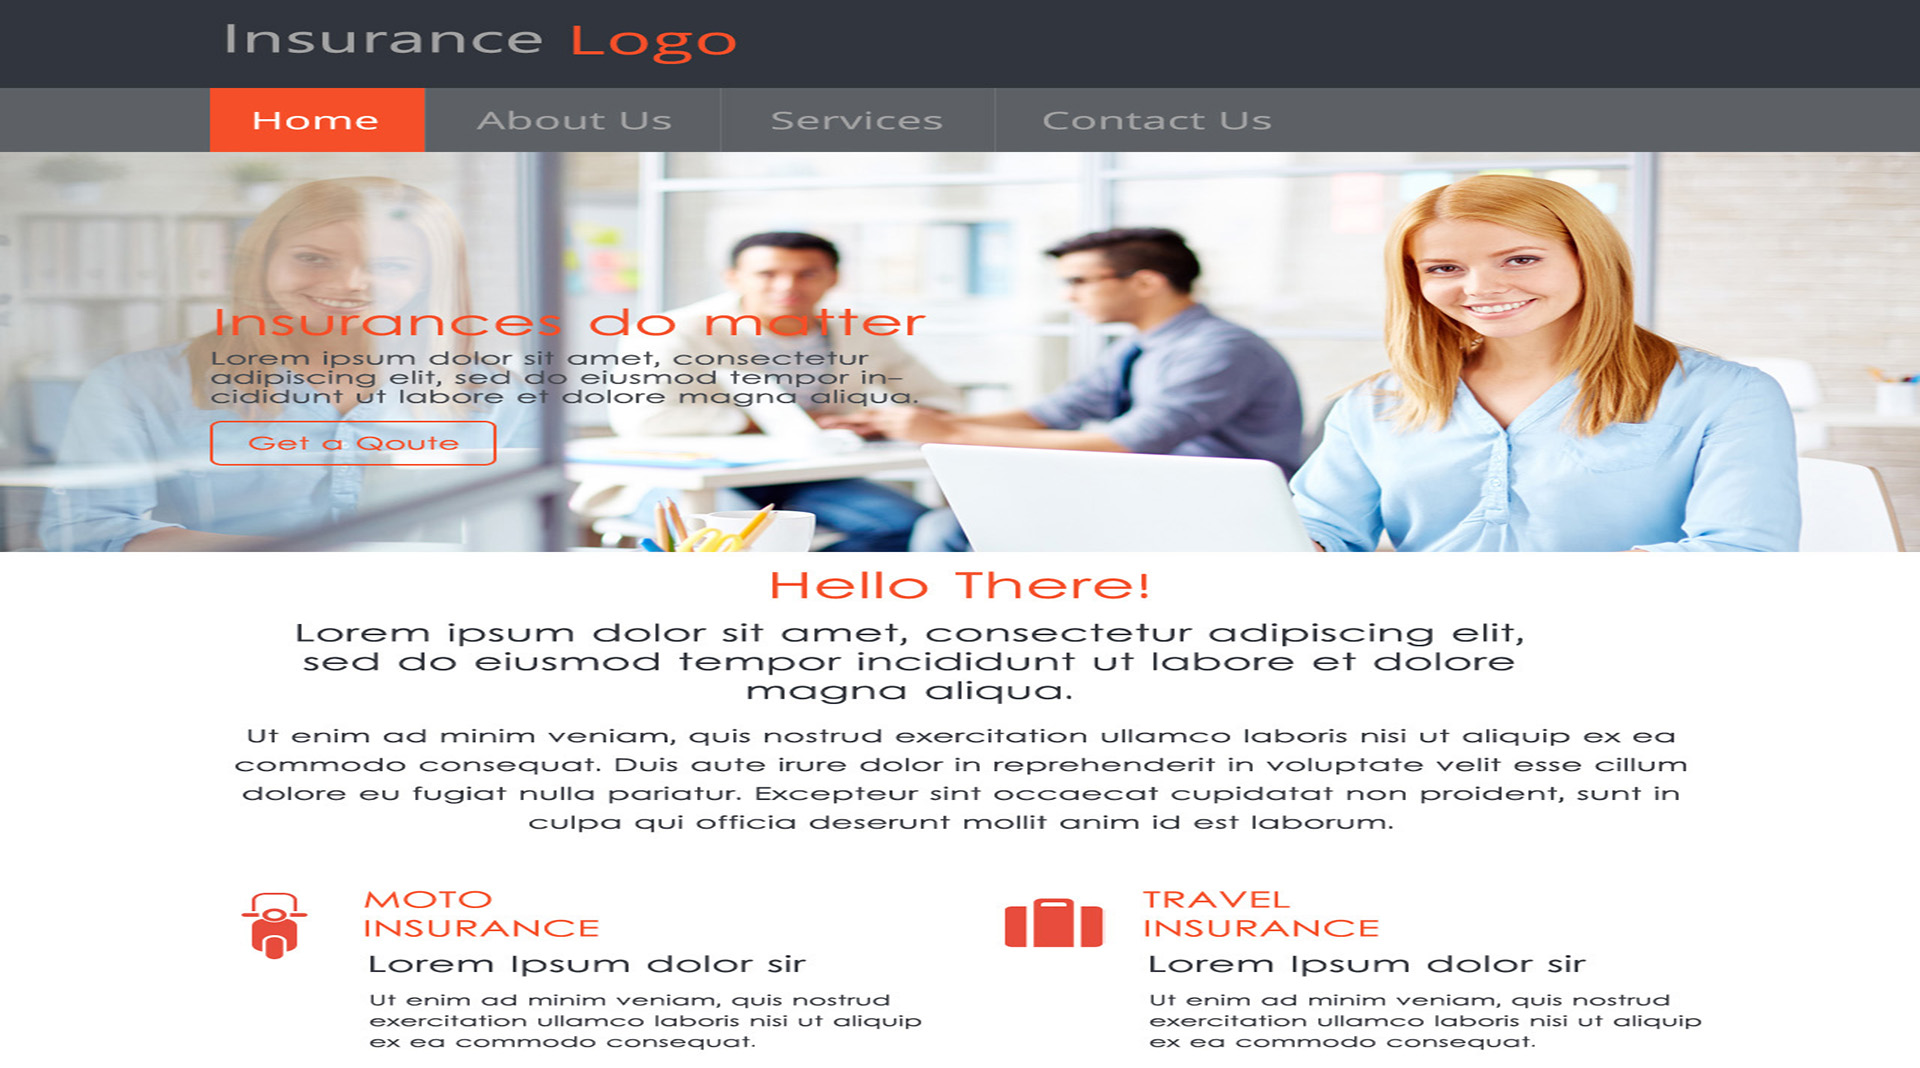 Insurance Logo
Home About Us Services Contact Us
Insurances do matter
Lorem ipsum dolor sit amet, consectetur
adipiscing elit, sed do eiusmod tempor in-
cididunt ut labore et dolore magna aliqua.
Get a Qoute
Hello There!
Lorem ipsum dolor sit amet, consectetur adipiscing elit,
sed do eiusmod tempor incididunt ut labore et dolore
magna aliqua.
Ut enim ad minim veniam, quis nostrud exercitation ullamco laboris nisi ut aliquip ex ea
commodo consequat. Duis aute irure dolor in reprehenderit in voluptate velit esse cillum
dolore eu fugiat nulla pariatur. Excepteur sint occaecat cupidatat non proident, sunt in
culpa qui officia deserunt mollit anim id est laborum.
MOTO
INSURANCE
Lorem Ipsum dolor sir
Ut enim ad minim veniam, quis nostrud
exercitation ullamco laboris nisi ut aliquip
ex ea commodo consequat.
TRAVEL
INSURANCE
Lorem Ipsum dolor sir
Ut enim ad minim veniam, quis nostrud
exercitation ullamco laboris nisi ut aliquip
ex ea commodo consequat.